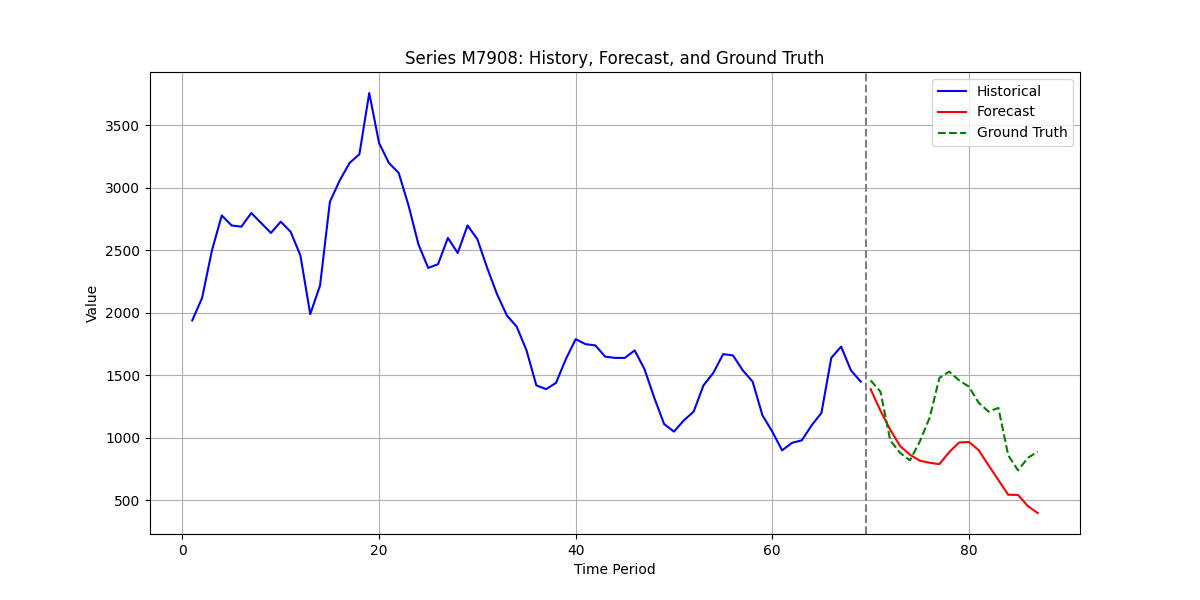 Series M7908: History, Forecast, and Ground Truth
Historical
Forecast
Ground Truth
Value
3500
3000
2500
2000
1500
1000
500
0
20
40
60
80
Time Period